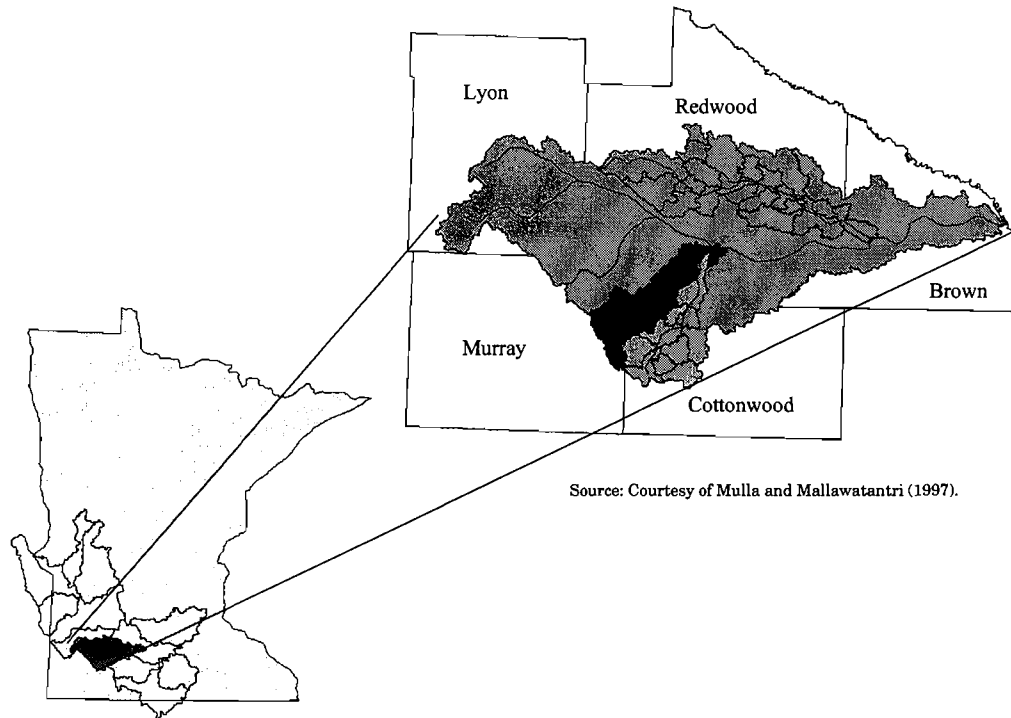 Lyon
Redwood
Brown
Murray
Cottonwood
Source: Courtesy of Mulla and Mallawatantri (1997).